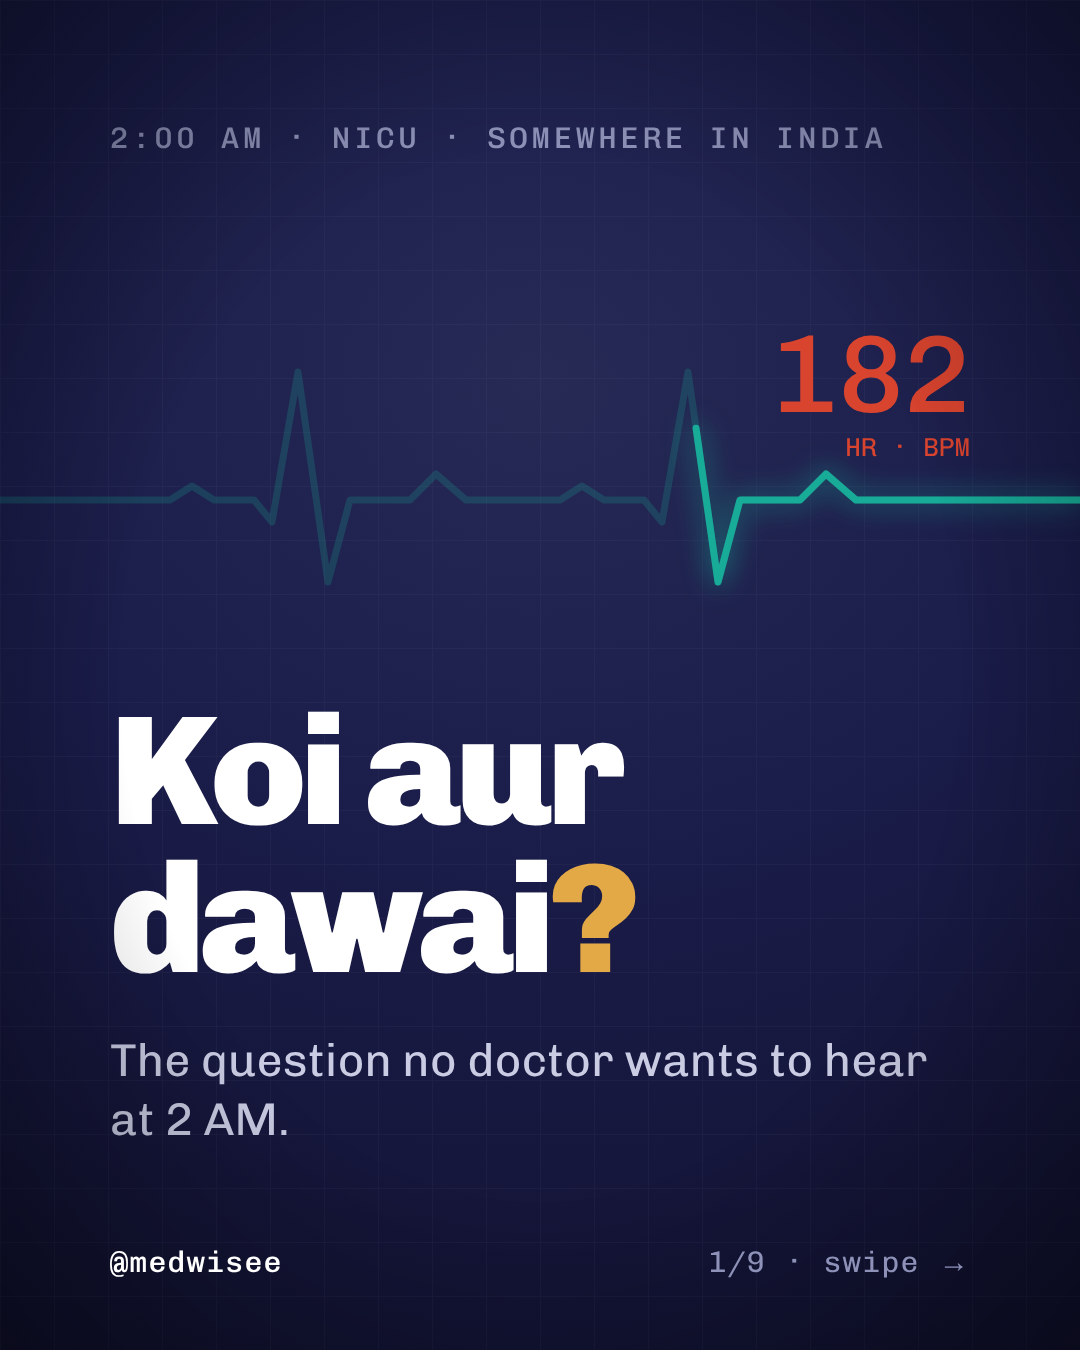 2:00 AM · NICU · SOMEWHERE IN INDIA
182
HR · BPM
Koi aur
dawai?
The question no doctor wants to hear
at 2 AM.
@medwisee
1/9 · swipe →